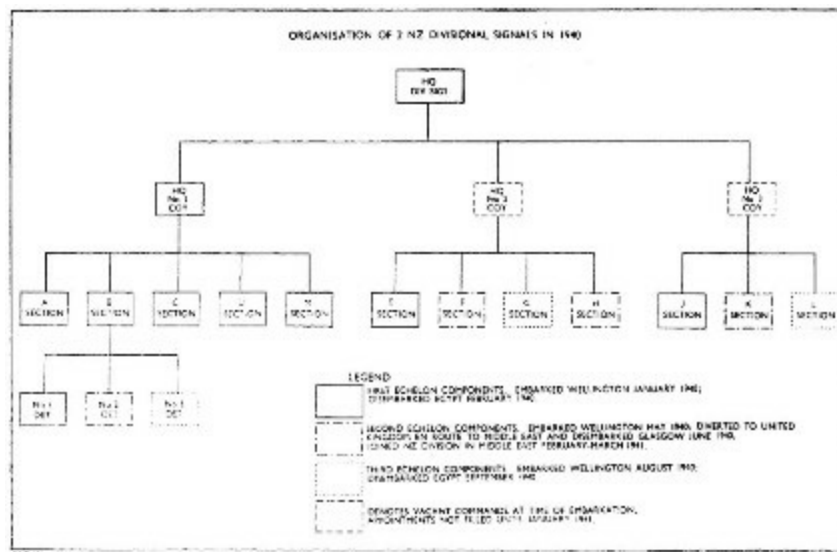 ORGANISATION OF 2 NZ DIVISIONAL SIGNALS IN 1940
HQ
DIV SIGS
HQ
No.
COY
HQ
No. 2
COY
HQ
No.
COY
A
SECTION
B
SECTION
C
SECTION
SECTION
SECTION
E
SECTION
F
SECTION
G
SECTION
H
SECTION
J
SECTION
K
SECTION
L
SECTION
No. 1
DET
No. 2
DET
No.
DET
LEGEND
FIRST ECHELON COMPONENTS. EMBARKED WELLINGTON JANUARY 1940;
DISEMBARKED EGYPT FEBRUARY 1940.
SECOND ECHELON COMPONENTS. EMBARKED WELLINGTON MAY 1940. DIVERTED TO UNITED
KINGDOM EN ROUTE TO MIDDLE EAST AND DISEMBARKED GLASGOW JUNE 1940.
JOINED NZ DIVISION IN MIDDLE EAST FEBRUARY-MARCH 1941.
THIRD ECHELON COMPONENTS. EMBARKED WELLINGTON AUGUST 1940;
DISEMBARKED EGYPT SEPTEMBER 1940
DENOTES VACANT COMMANDS AT TIME OF EMBARKATION.
APPOINTMENTS NOT FILLED UNTIL JANUARY 1941.